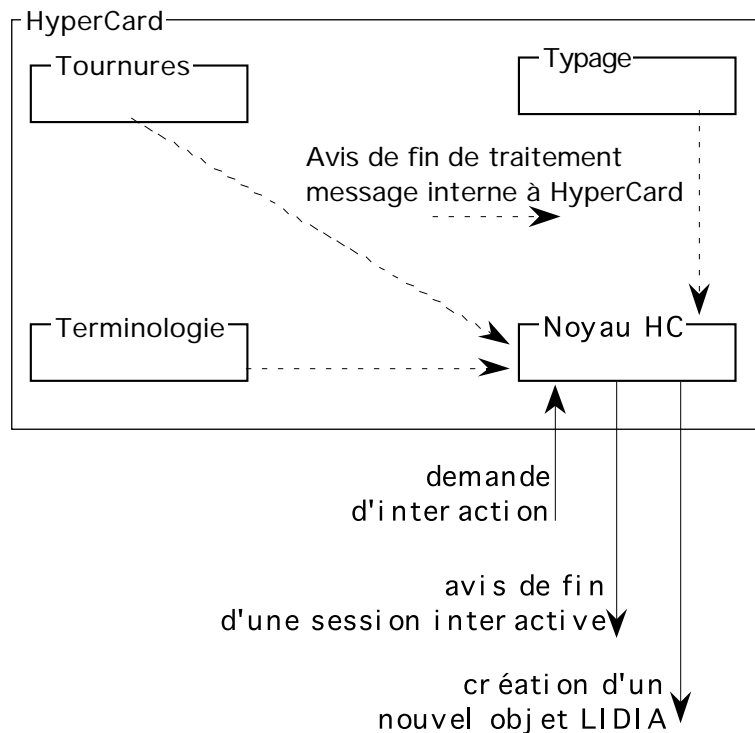 HyperCard
Tournures
Typage
Avis de fin de traitement
message interne à HyperCard
Terminologie
Noyau HC
demande
d'interaction
avis de fin
d'une session interactive
création d'un
nouvel objet LIDIA